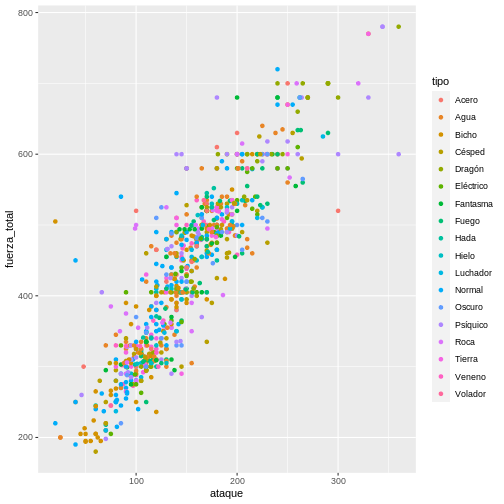 800
600
400
200
fuerza_total
100
200
300
ataque
tipo
Acero
Agua
Bicho
Césped
Dragón
Eléctrico
Fantasma
Fuego
Hada
Hielo
Luchador
Normal
Oscuro
Psíquico
Roca
Tierra
Veneno
Volador